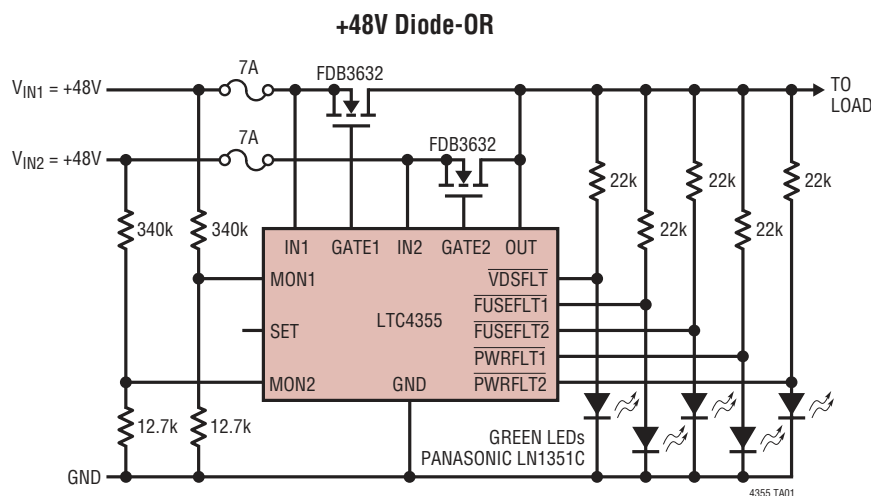 +48V Diode-OR
7A
FDB3632
VIN1 = +48V
TO
LOAD
7A
FDB3632
VIN2 = +48V
22k
22k
22k
340k
340k
22k
22k
IN1
GATE1
IN2
GATE2
OUT
MON1
VDSFLT
FUSEFLT1
SET
LTC4355
FUSEFLT2
PWRFLT1
MON2
GND
PWRFLT2
12.7k
12.7k
GREEN LEDs
PANASONIC LN1351C
GND
4355 TA01